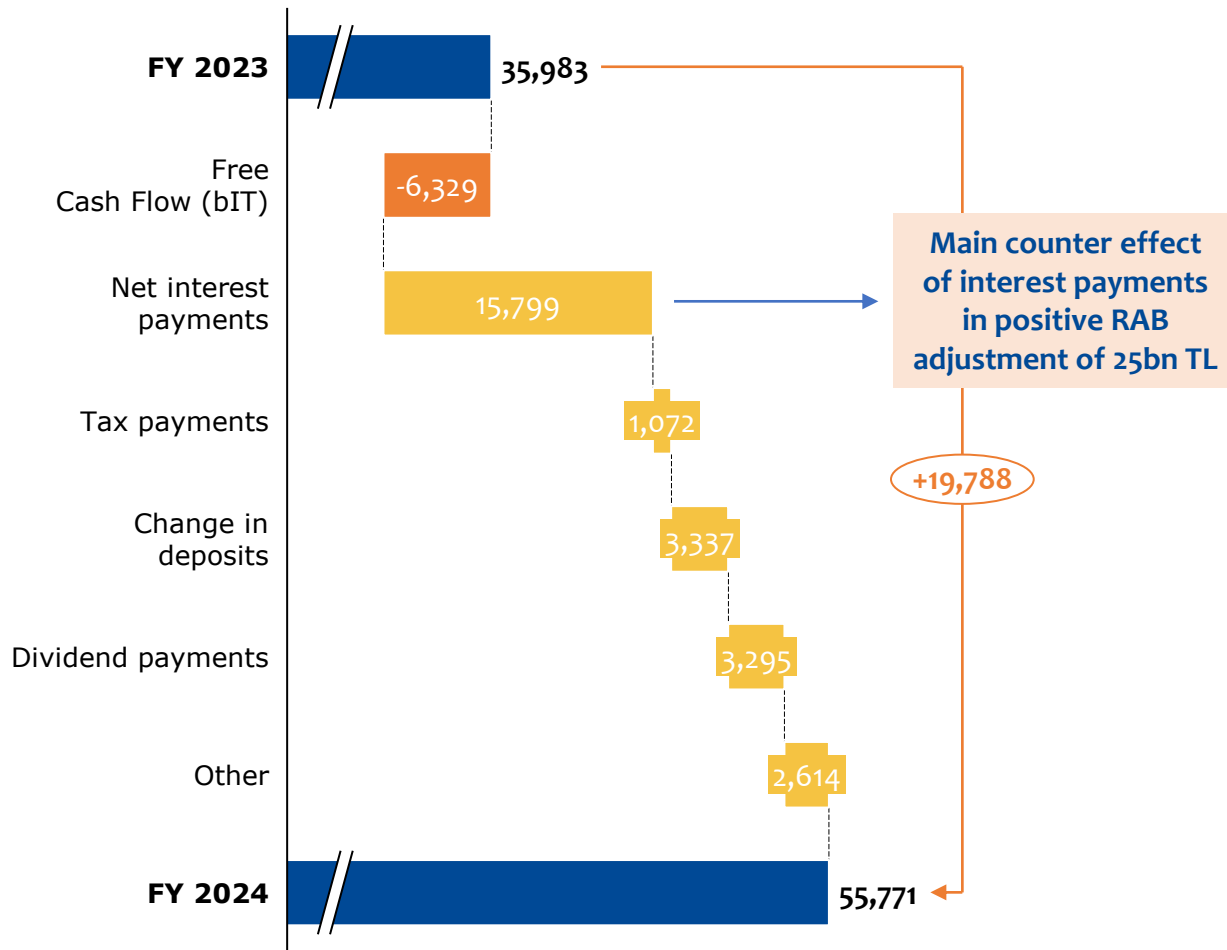 FY 2023
35,983
Free
Cash Flow (bIT)
-6,329
Net interest
payments
15,799
Main counter effect
of interest payments
in positive RAB
adjustment of 25bn TL
Tax payments
1,072
+19,788
Change in
deposits
3,337
Dividend payments
3,295
Other
2,614
FY 2024
55,771